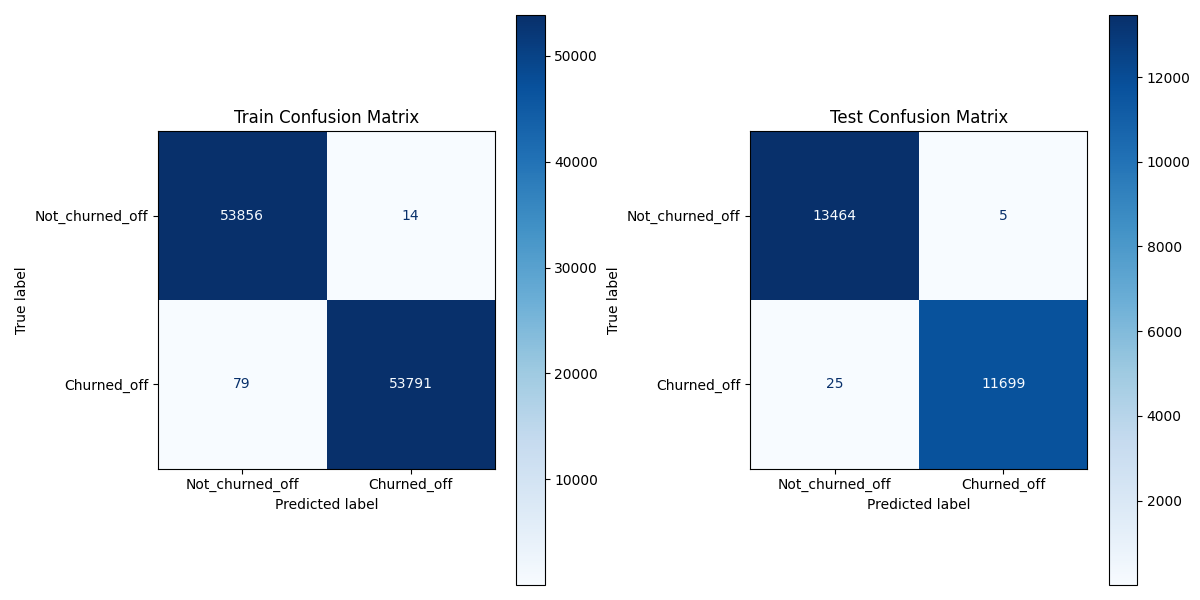 Train Confusion Matrix
True label
Not_churned_off
Churned_off
53856
14
79
53791
Not_churned_off
Churned_off
Predicted label
50000
40000
30000
20000
10000
Test Confusion Matrix
True label
Not_churned_off
Churned_off
13464
5
25
11699
Not_churned_off
Churned_off
Predicted label
12000
10000
8000
6000
4000
2000